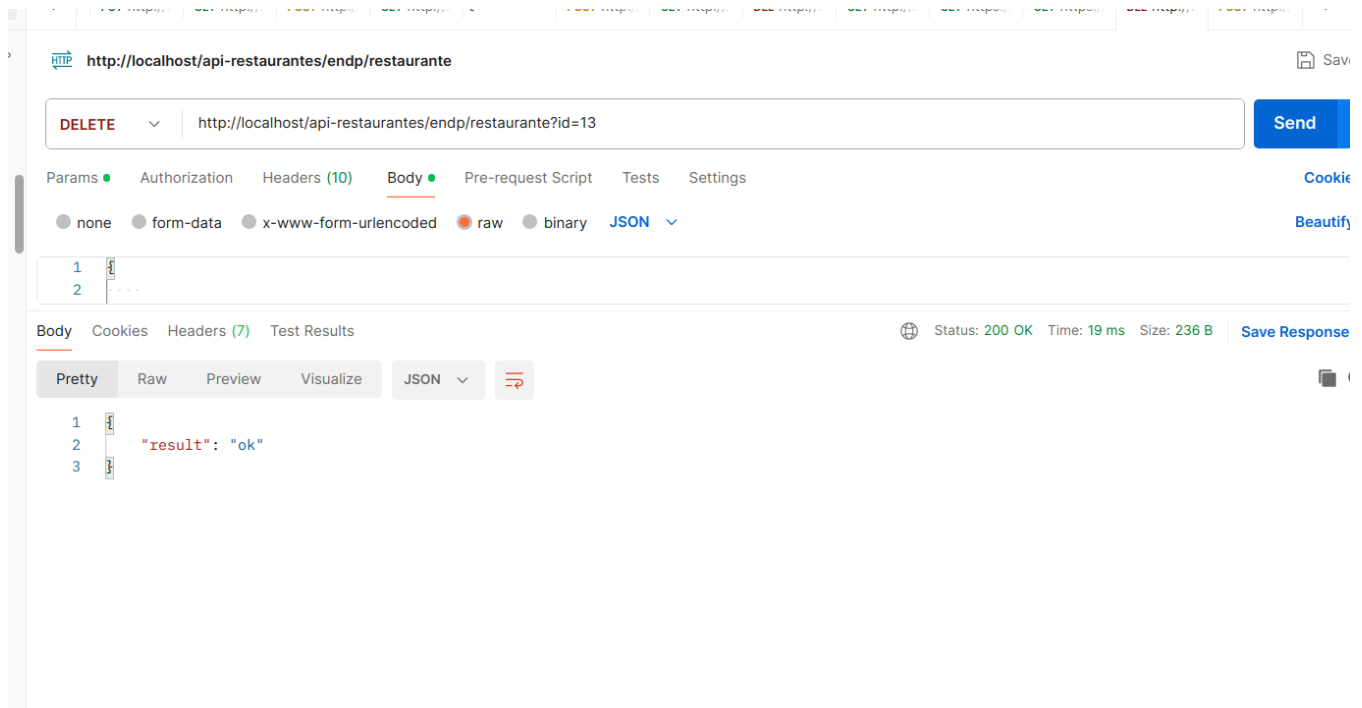 HTTP http://localhost/api-restaurantes/endp/restaurante Save
DELETE http://localhost/api-restaurantes/endp/restaurante?id=13 Send
Params Authorization Headers (10) Body Pre-request Script Tests Settings Cookie
none form-data x-www-form-urlencoded raw binary JSON Beautify
1 {
2
Body Cookies Headers (7) Test Results Status: 200 OK Time: 19 ms Size: 236 B Save Response
Pretty Raw Preview Visualize JSON
1 {
2 "result": "ok"
3 }